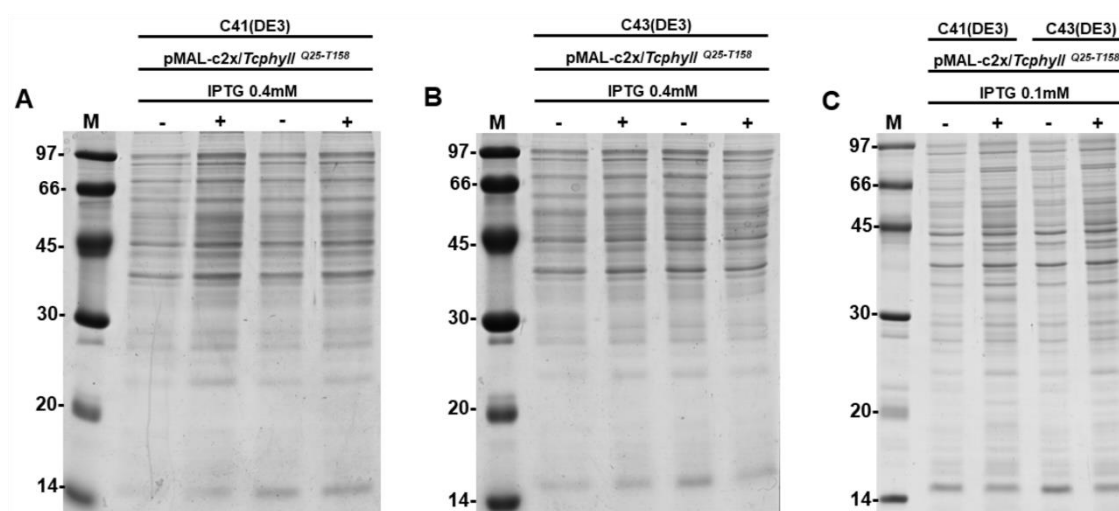 C41(DE3)
pMAL-c2x/Tcphyll Q25-T158
IPTG 0.4mM
A
M - + - +
97-
66-
45-
30-
20-
14-
C43(DE3)
pMAL-c2x/Tcphyll Q25-T158
IPTG 0.4mM
B
M - + - +
97-
66-
45-
30-
20-
14-
C41(DE3) C43(DE3)
pMAL-c2x/Tcphyll Q25-T158
IPTG 0.1mM
C
M - + - +
97-
66-
45-
30-
20-
14-